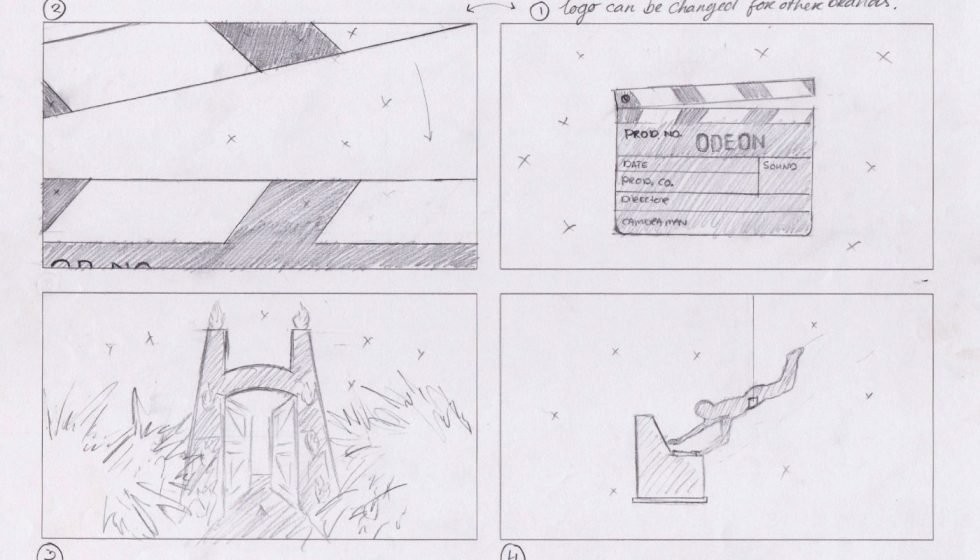 ② ① logo can be changed for other brands.
OD. NO
PROD. NO. ODEON
DATE SOUND
PROD. CO.
DIRECTOR
CAMERA MAN
③ ④